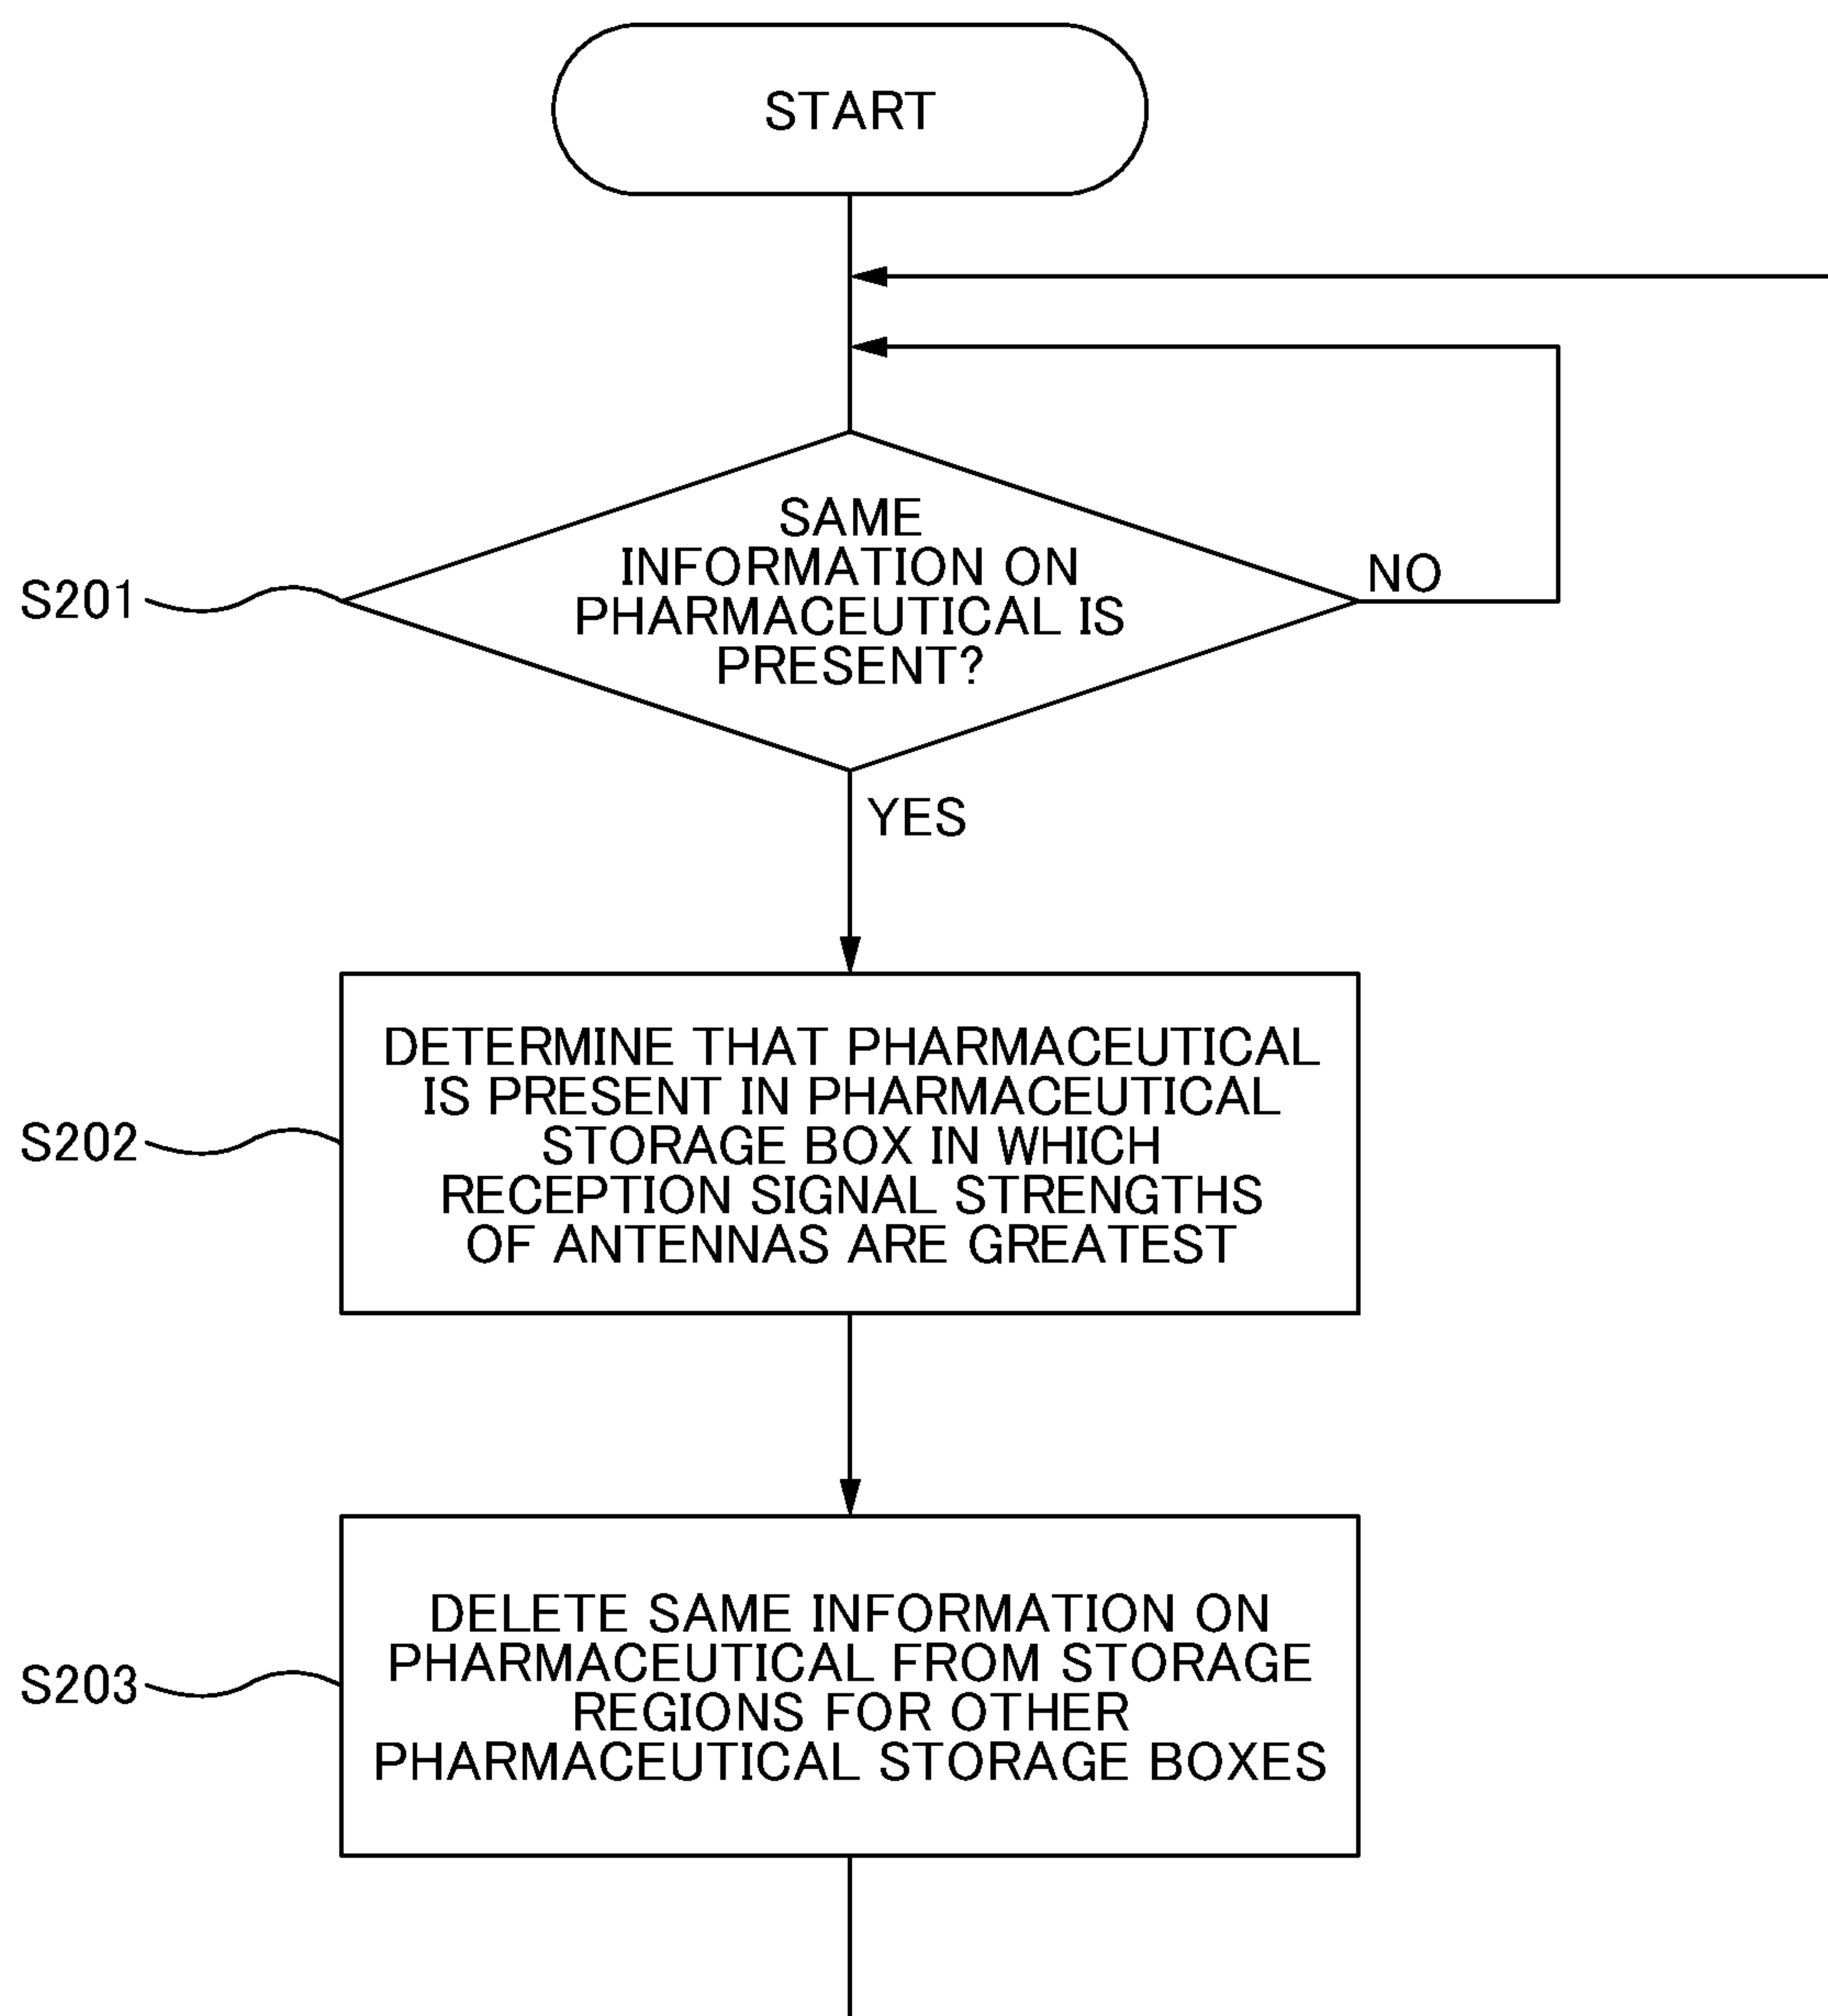 START
SAME
INFORMATION ON
PHARMACEUTICAL IS
PRESENT?
NO
S201
YES
DETERMINE THAT PHARMACEUTICAL
IS PRESENT IN PHARMACEUTICAL
STORAGE BOX IN WHICH
RECEPTION SIGNAL STRENGTHS
OF ANTENNAS ARE GREATEST
S202
DELETE SAME INFORMATION ON
PHARMACEUTICAL FROM STORAGE
REGIONS FOR OTHER
PHARMACEUTICAL STORAGE BOXES
S203